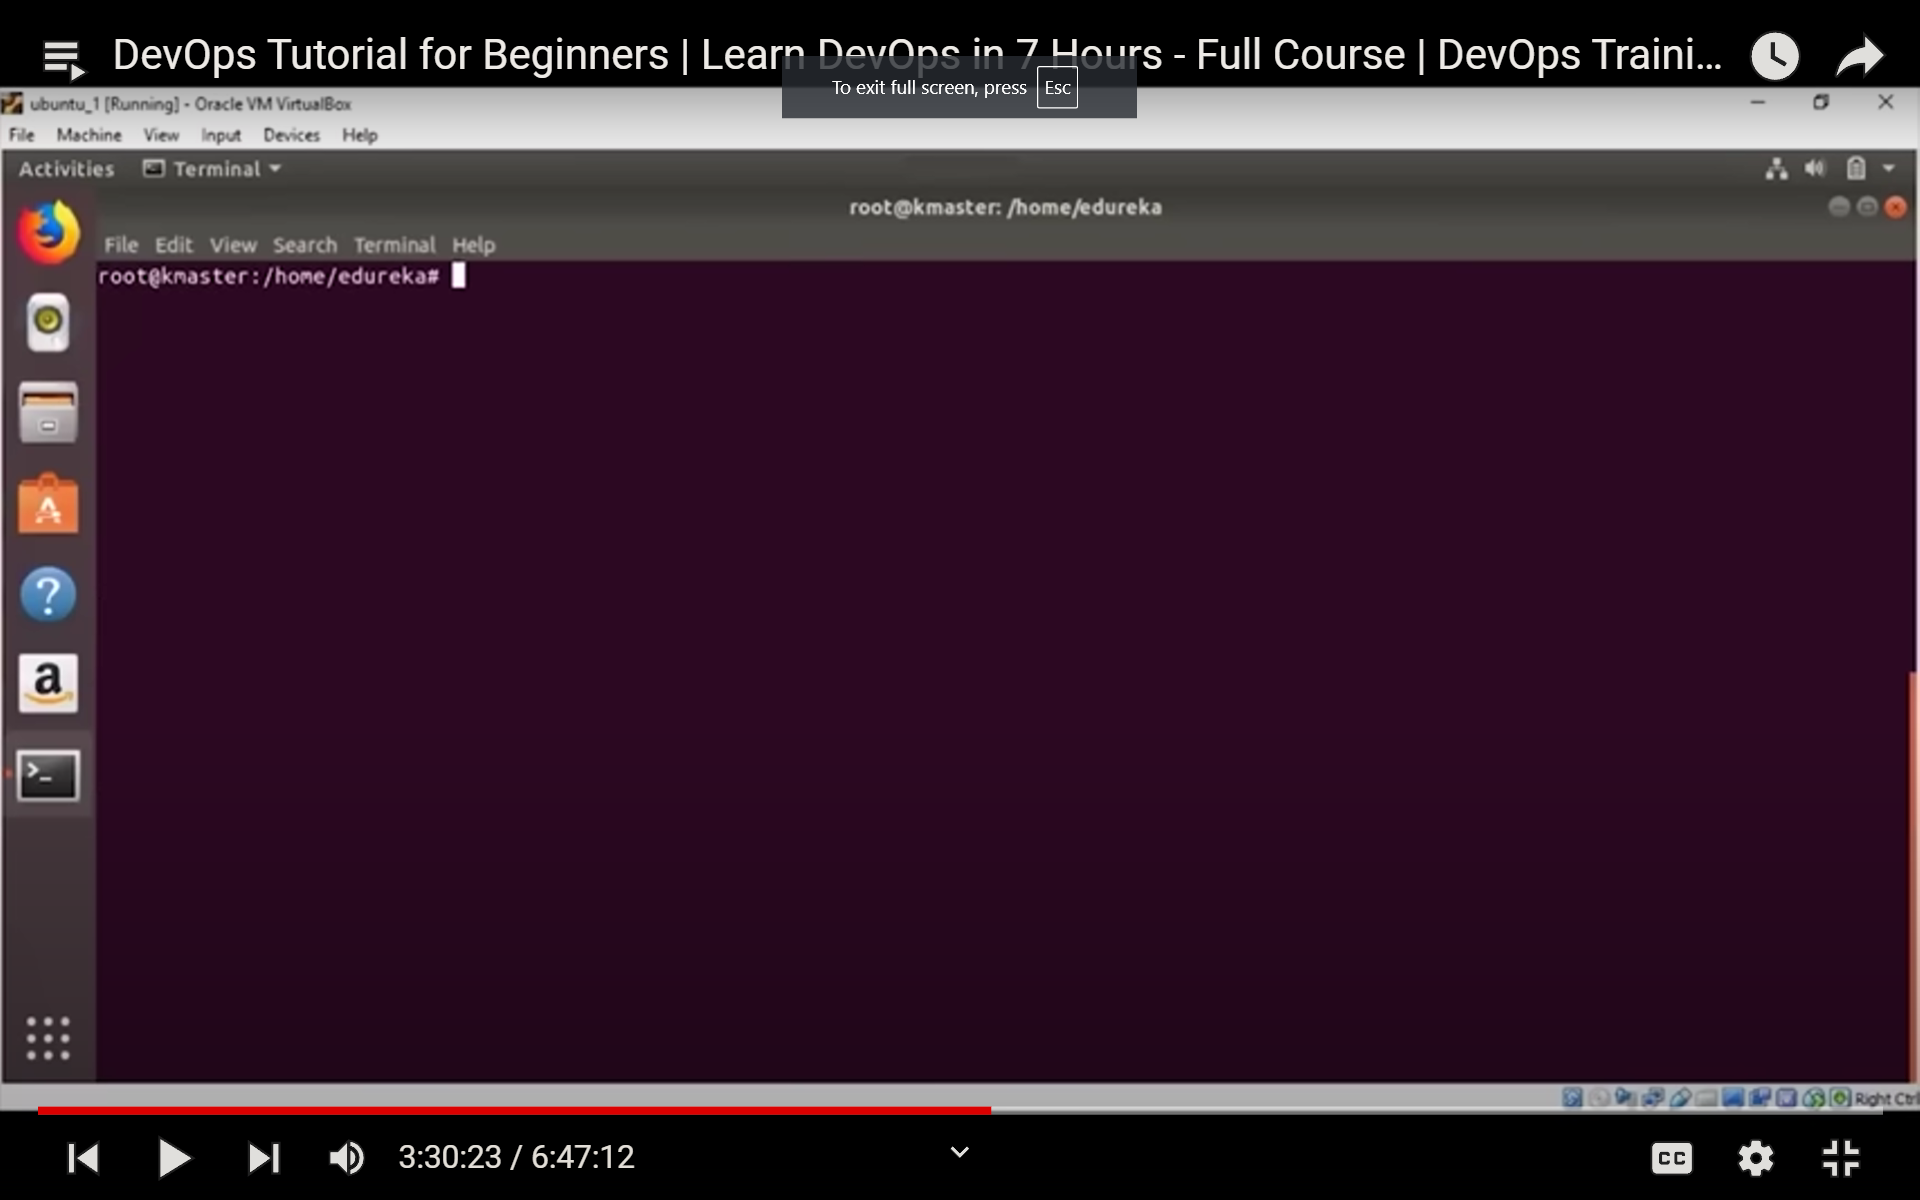 DevOps Tutorial for Beginners | Learn DevOps in 7 Hours - Full Course | DevOps Traini...
To exit full screen, press Esc
ubuntu_1 [Running] - Oracle VM VirtualBox
File Machine View Input Devices Help
Activities Terminal
root@kmaster: /home/edureka
File Edit View Search Terminal Help
root@kmaster:/home/edureka#
Right Ctrl
3:30:23 / 6:47:12
CC